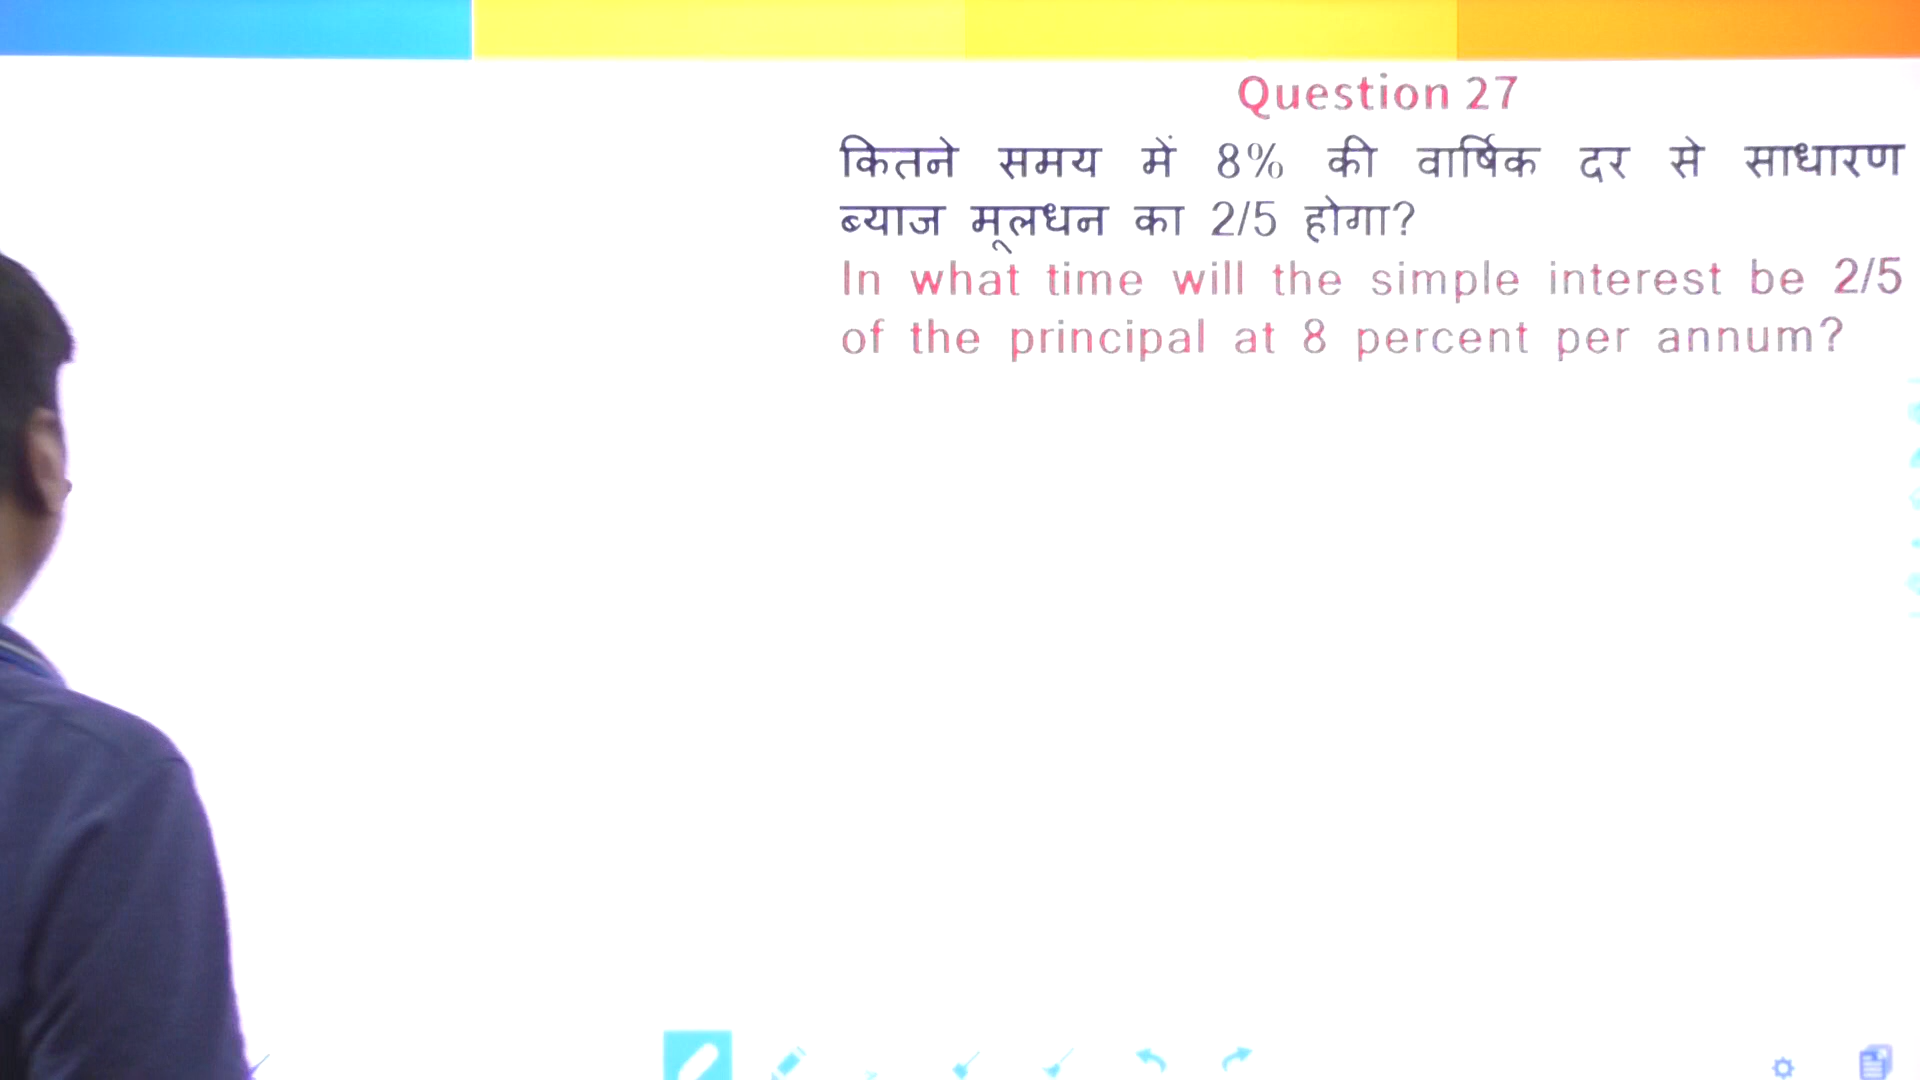 Question 27
कितने समय में 8% की वार्षिक दर से साधारण
ब्याज मूलधन का 2/5 होगा?
In what time will the simple interest be 2/5
of the principal at 8 percent per annum?